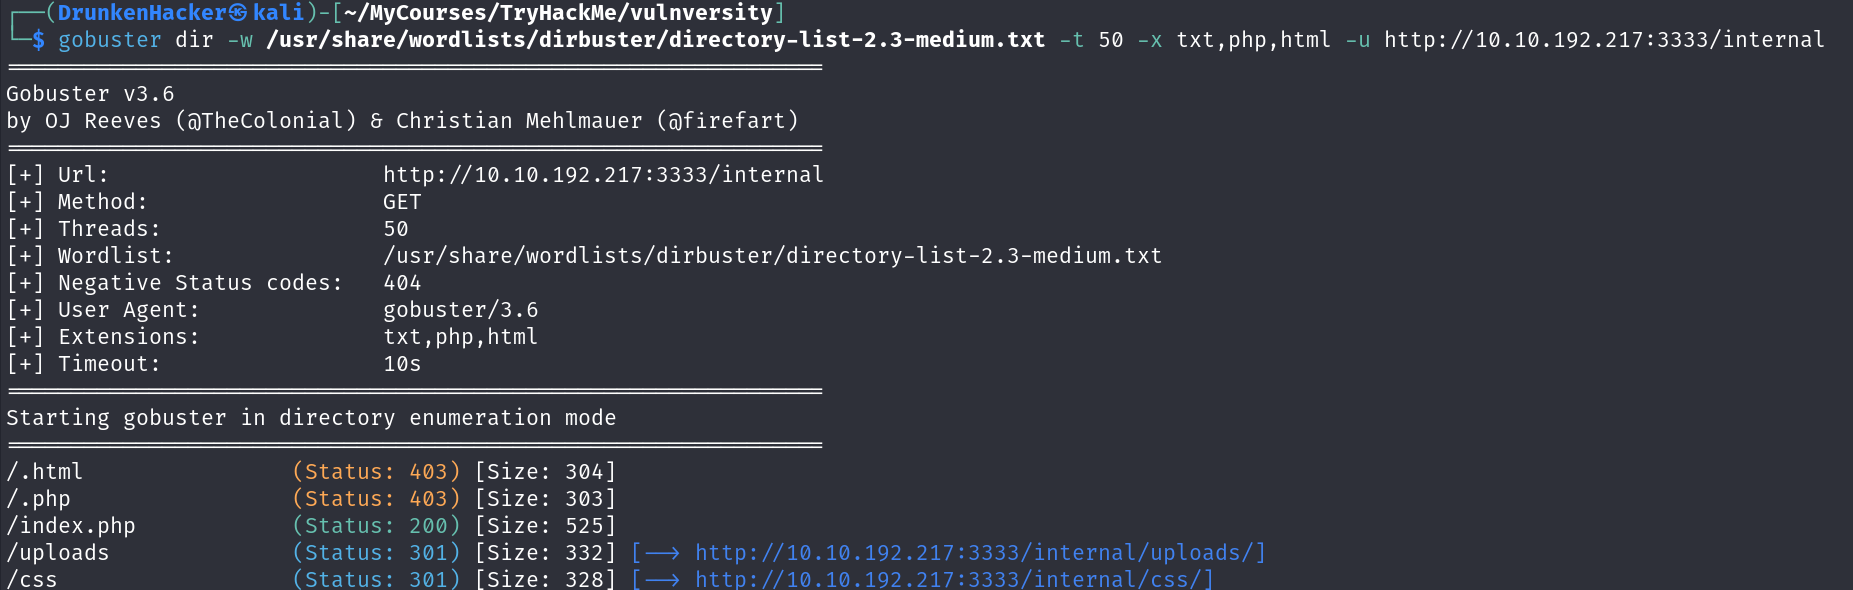 ┌──(DrunkenHacker㉿kali)-[~/MyCourses/TryHackMe/vulnversity]
└─$ gobuster dir -w /usr/share/wordlists/dirbuster/directory-list-2.3-medium.txt -t 50 -x txt,php,html -u http://10.10.192.217:3333/internal
===============================================================
Gobuster v3.6
by OJ Reeves (@TheColonial) & Christian Mehlmauer (@firefart)
===============================================================
[+] Url:                     http://10.10.192.217:3333/internal
[+] Method:                  GET
[+] Threads:                 50
[+] Wordlist:                /usr/share/wordlists/dirbuster/directory-list-2.3-medium.txt
[+] Negative Status codes:   404
[+] User Agent:              gobuster/3.6
[+] Extensions:              txt,php,html
[+] Timeout:                 10s
===============================================================
Starting gobuster in directory enumeration mode
===============================================================
/.html                (Status: 403) [Size: 304]
/.php                 (Status: 403) [Size: 303]
/index.php            (Status: 200) [Size: 525]
/uploads              (Status: 301) [Size: 332] [--> http://10.10.192.217:3333/internal/uploads/]
/css                  (Status: 301) [Size: 328] [--> http://10.10.192.217:3333/internal/css/]